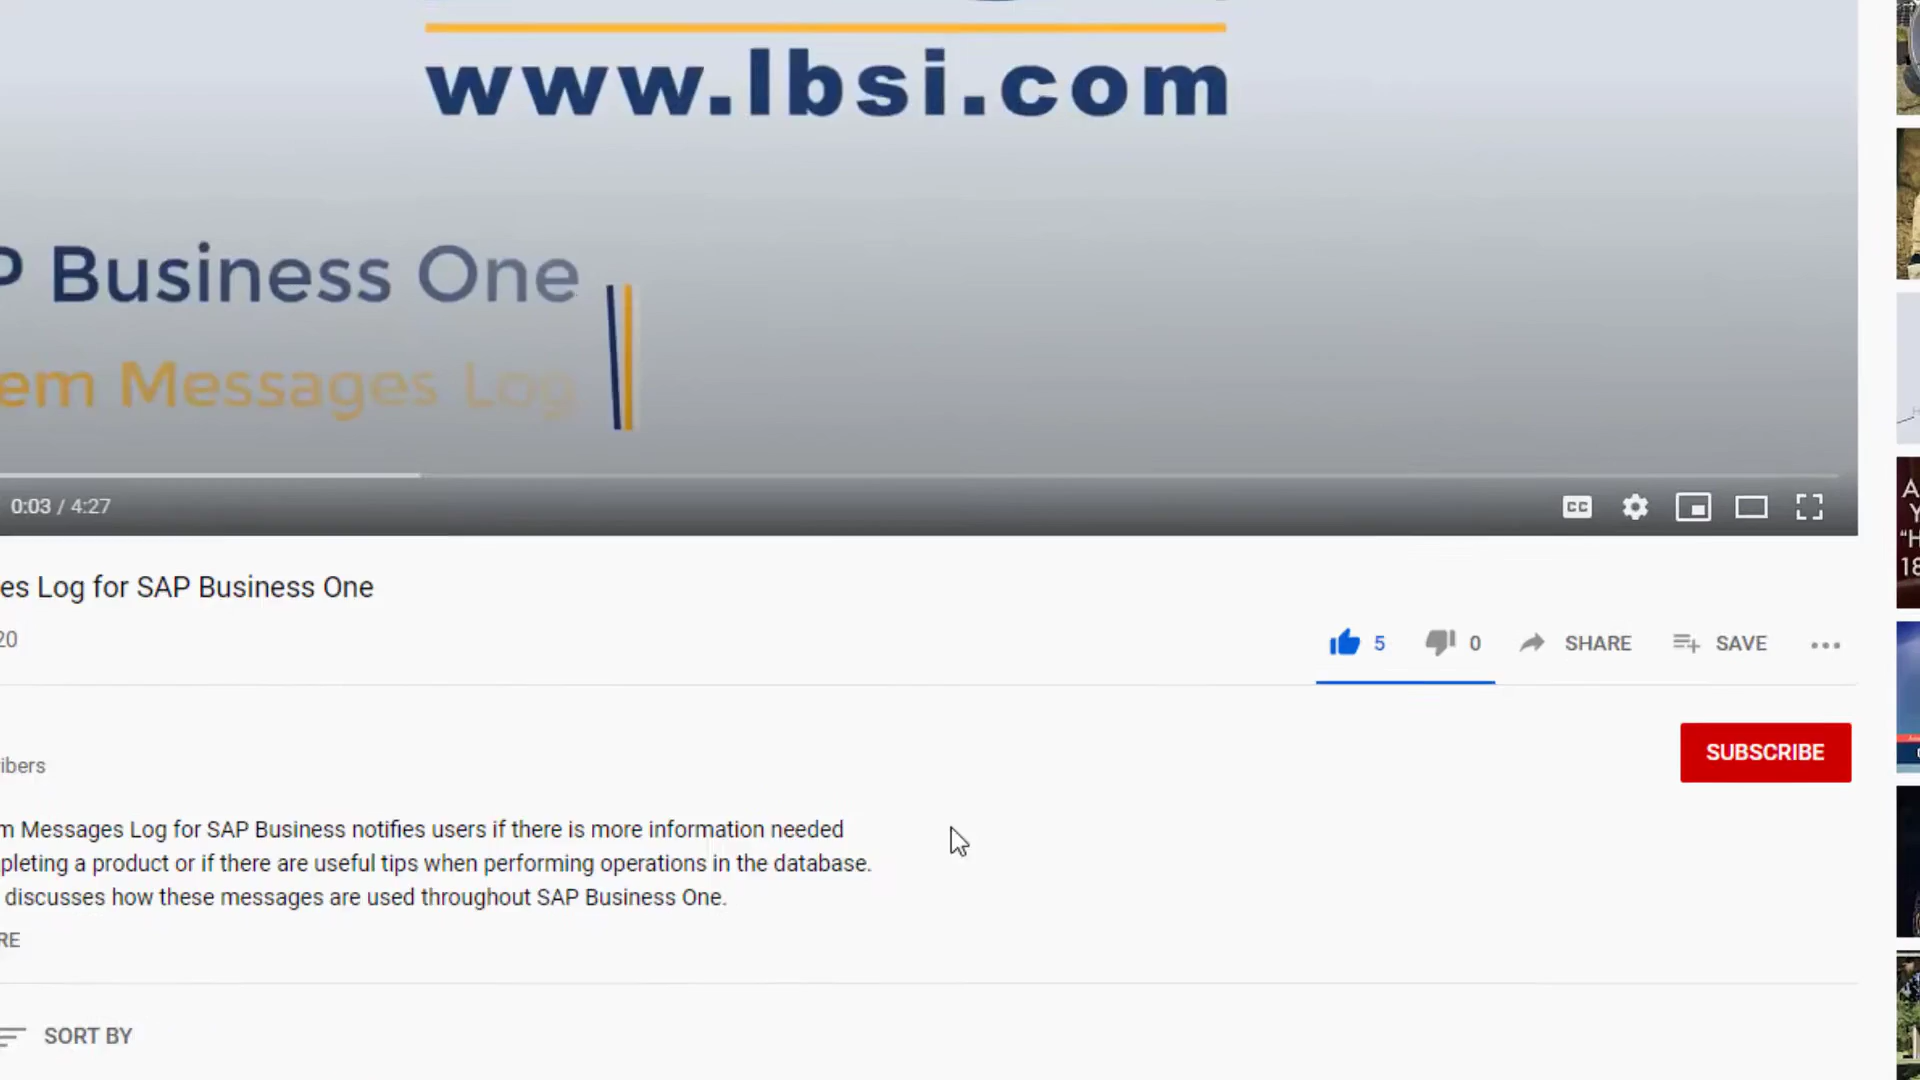 www.lbsi.com
P Business One
em Messages Log
0:03 / 4:27
CC
es Log for SAP Business One
20
5
0
SHARE
SAVE
SUBSCRIBE
ibers
m Messages Log for SAP Business notifies users if there is more information needed
pleting a product or if there are useful tips when performing operations in the database.
discusses how these messages are used throughout SAP Business One.
RE
SORT BY
A
Y
"H
18